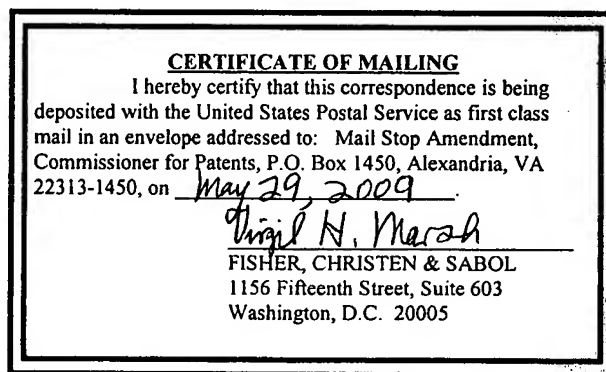 CERTIFICATE OF MAILING
I hereby certify that this correspondence is being
deposited with the United States Postal Service as first class
mail in an envelope addressed to: Mail Stop Amendment,
Commissioner for Patents, P.O. Box 1450, Alexandria, VA
22313-1450, on May 29, 2009.
Virgil H. Marsh
FISHER, CHRISTEN & SABOL
1156 Fifteenth Street, Suite 603
Washington, D.C. 20005